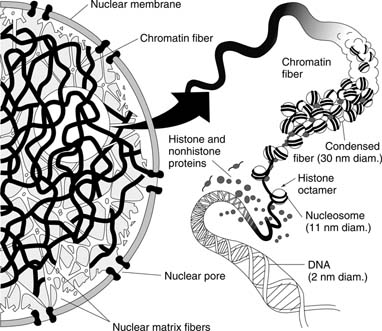 Nuclear membrane
Chromatin fiber
Chromatin
fiber
Histone and
nonhistone
proteins
Condensed
fiber (30 nm diam.)
Histone
octamer
Nucleosome
(11 nm diam.)
DNA
(2 nm diam.)
Nuclear pore
Nuclear matrix fibers